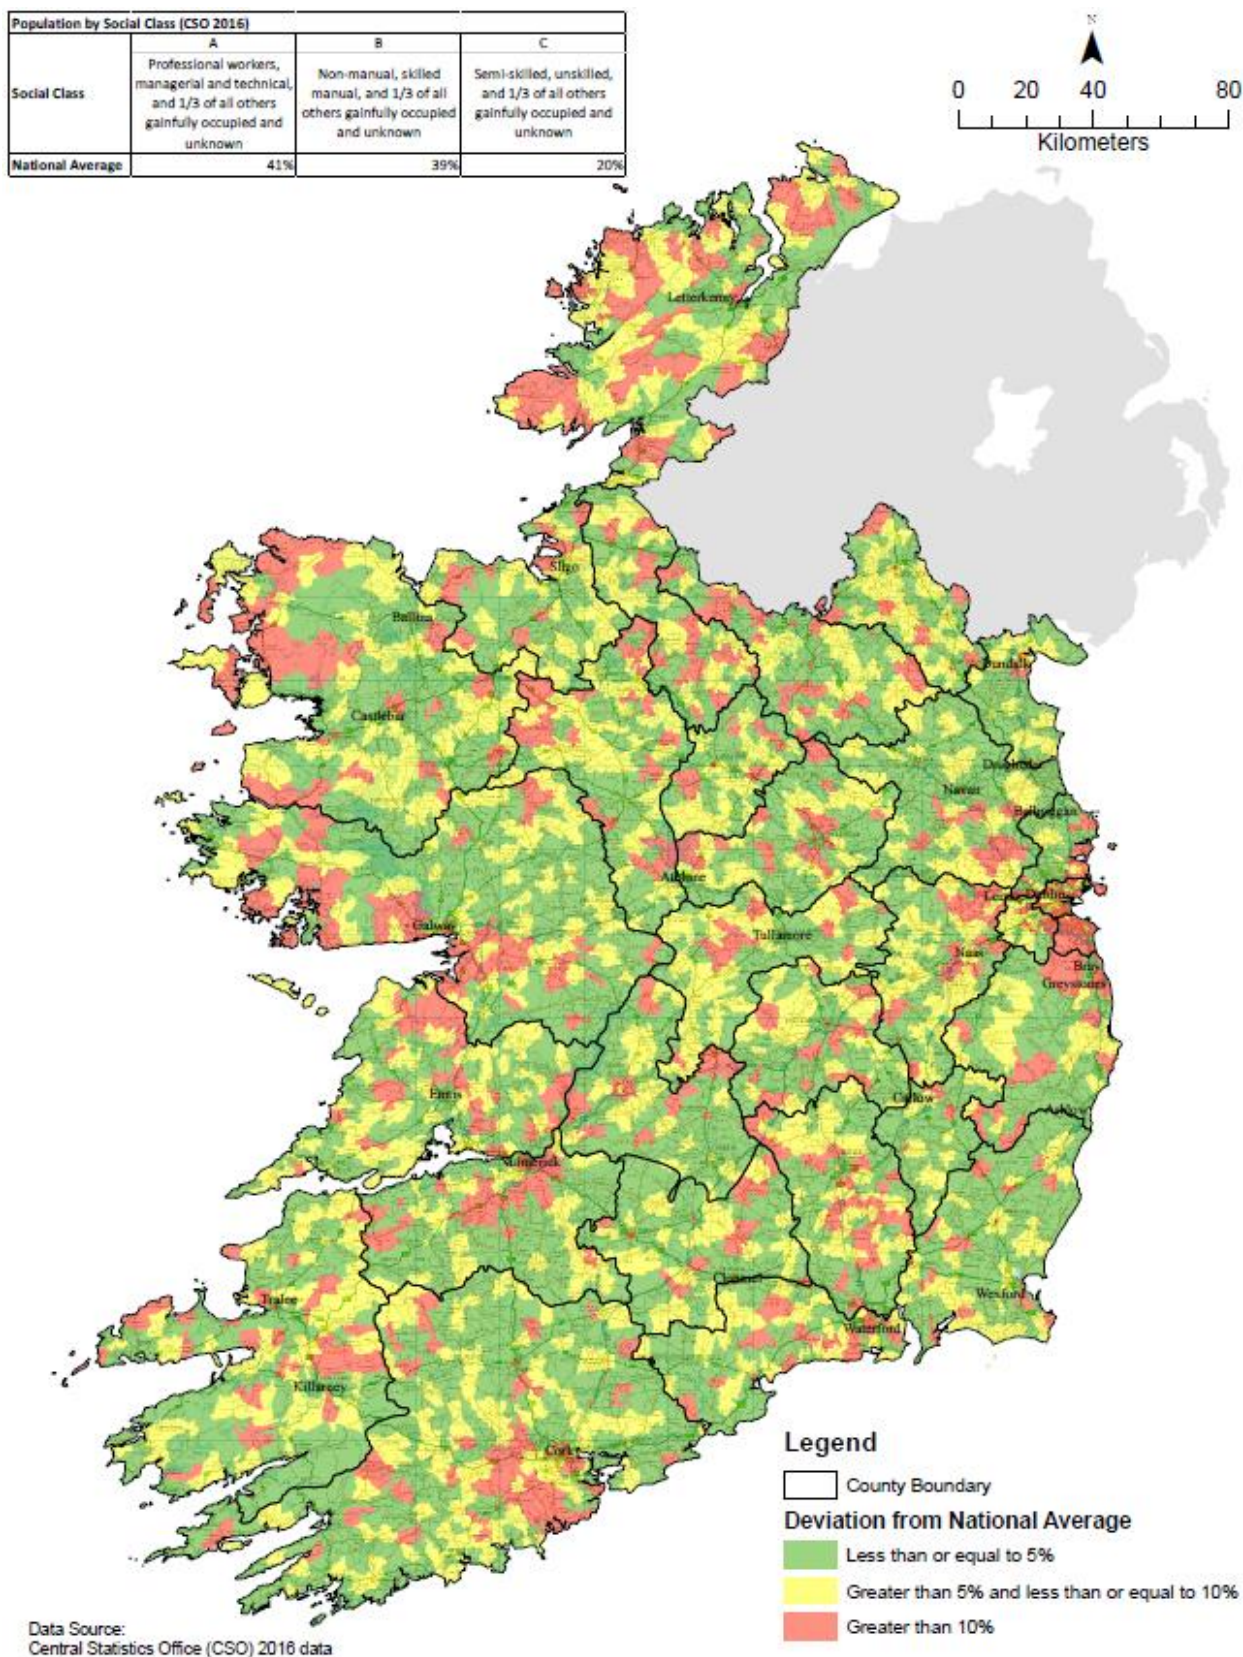 Population by Social Class (CSO 2016)
Social Class
A
B
C
Professional workers,
managerial and technical,
and 1/3 of all others
gainfully occupied and
unknown
Non-manual, skilled
manual, and 1/3 of all
others gainfully occupied
and unknown
Semi-skilled, unskilled,
and 1/3 of all others
gainfully occupied and
unknown
National Average 41% 39% 20%
N
0 20 40 80
Kilometers
Letterkenny
Sligo
Ballina
Dundalk
Castlebar
Drogheda
Navan
Balbriggan
Athlone
Dublin
Galway
Tullamore
Naas
Bray
Greystones
Ennis
Carlow
Arklow
Limerick
Clonmel
Wexford
Tralee
Waterford
Killarney
Cork
Legend
County Boundary
Deviation from National Average
Less than or equal to 5%
Greater than 5% and less than or equal to 10%
Greater than 10%
Data Source:
Central Statistics Office (CSO) 2016 data